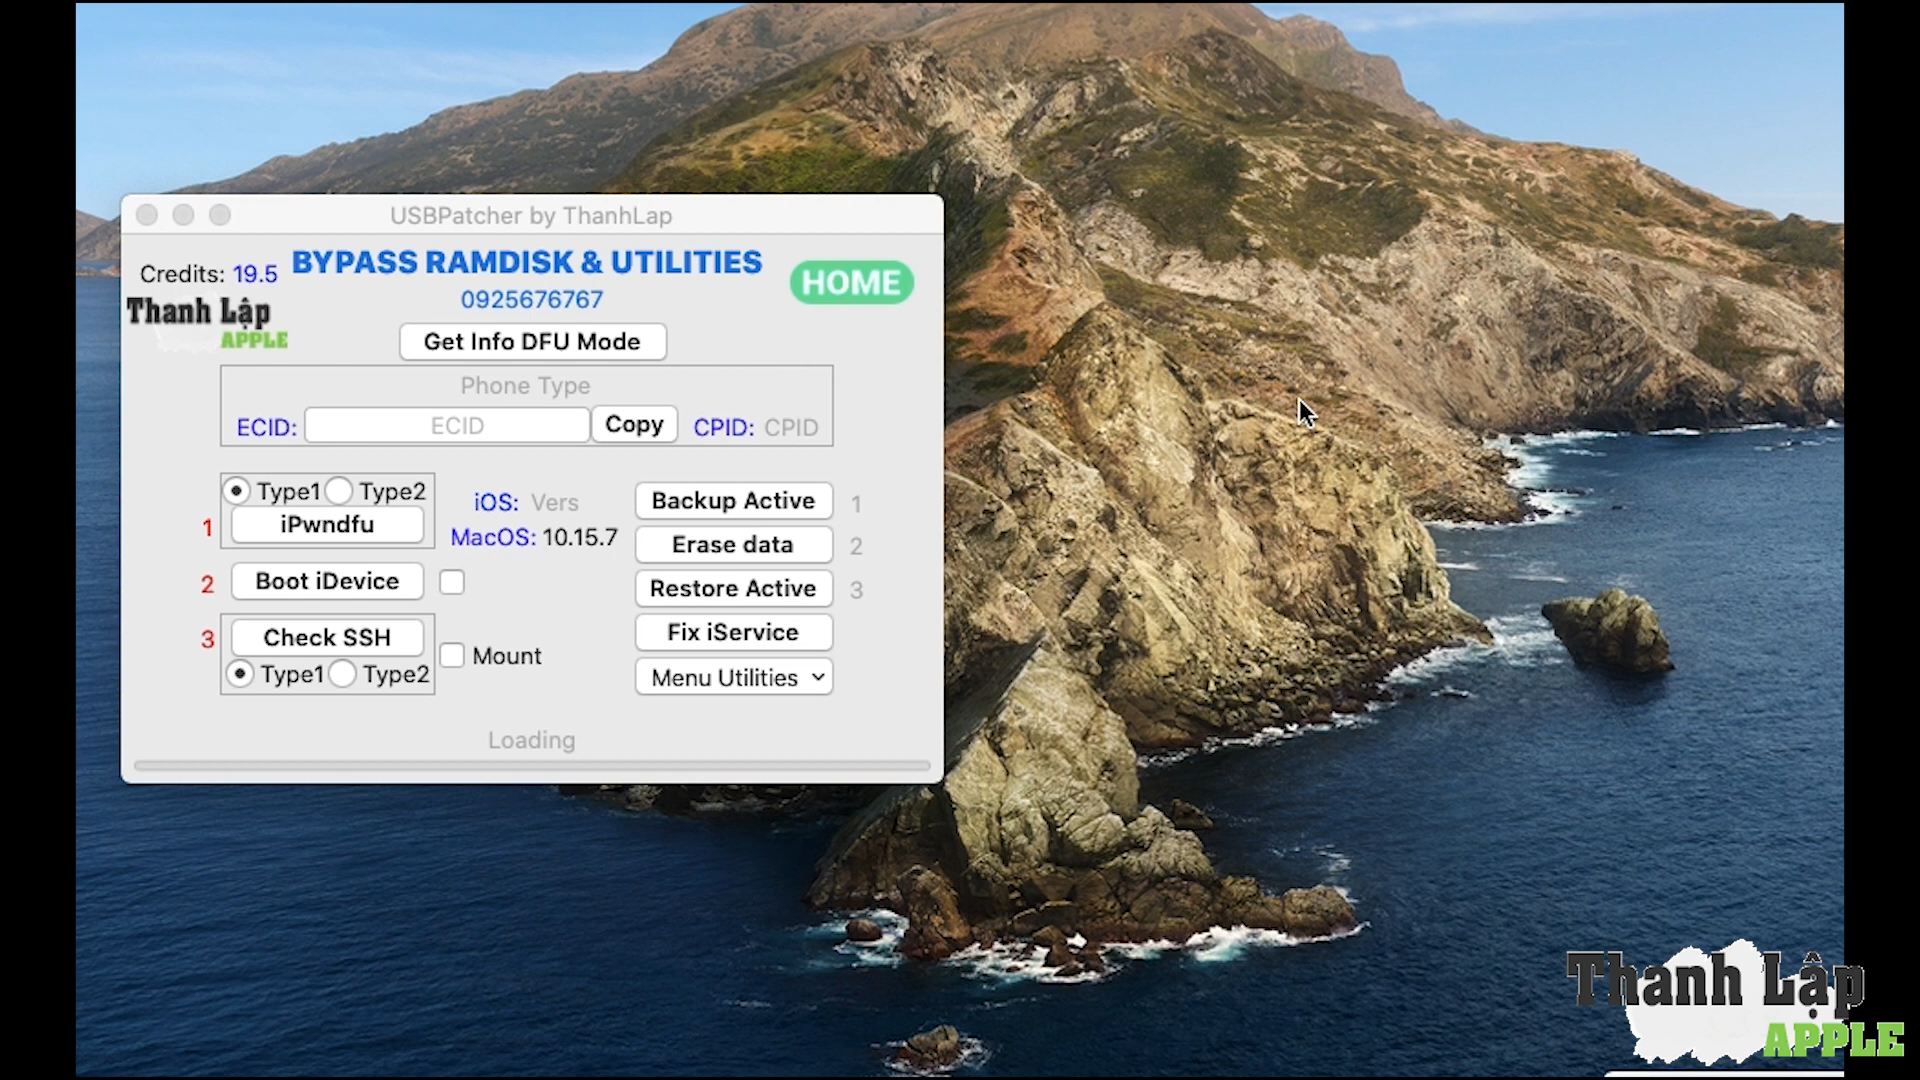 USBPatcher by ThanhLap
Credits: 19.5
BYPASS RAMDISK & UTILITIES
0925676767
HOME
Thanh Lập
APPLE
Get Info DFU Mode
Phone Type
ECID: ECID Copy CPID: CPID
Type1 Type2
1 iPwndfu
iOS: Vers
MacOS: 10.15.7
2 Boot iDevice
3 Check SSH
Type1 Type2
Mount
Backup Active 1
Erase data 2
Restore Active 3
Fix iService
Menu Utilities
Loading
Thanh Lập
APPLE